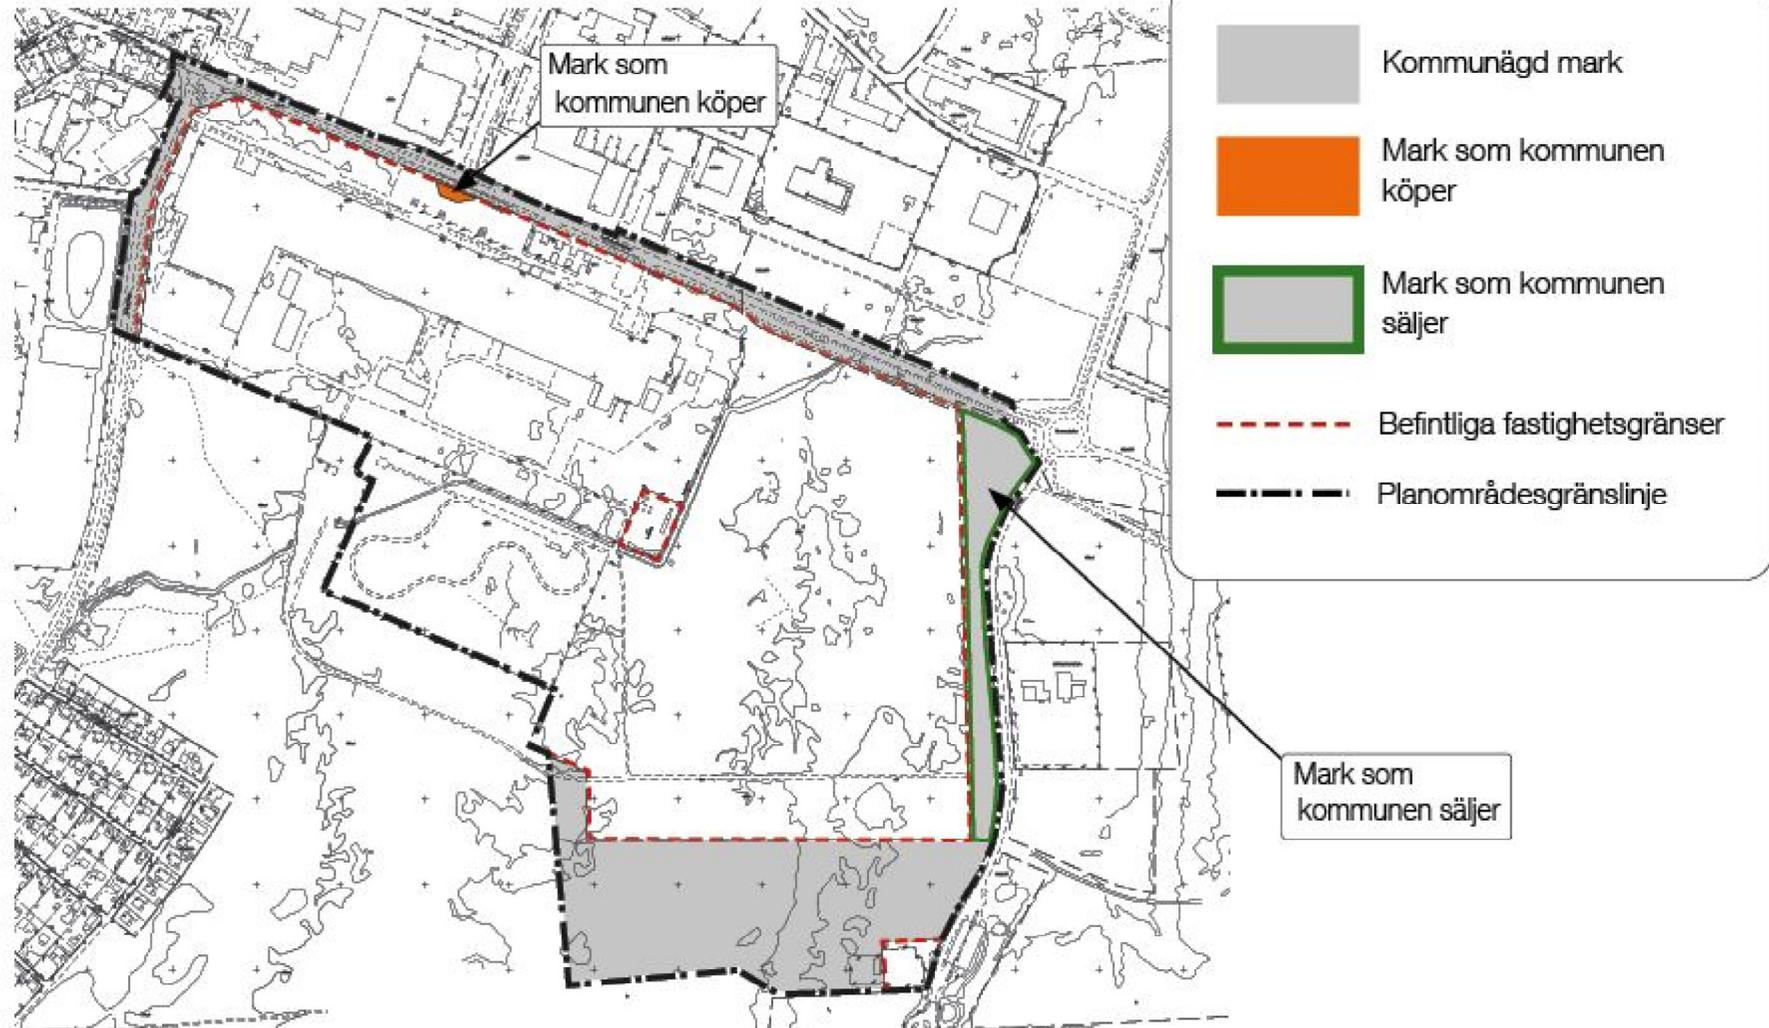 Mark som
kommunen köper
Kommunägd mark
Mark som kommunen
köper
Mark som kommunen
säljer
Befintliga fastighetsgränser
Planområdesgränslinje
Mark som
kommunen säljer